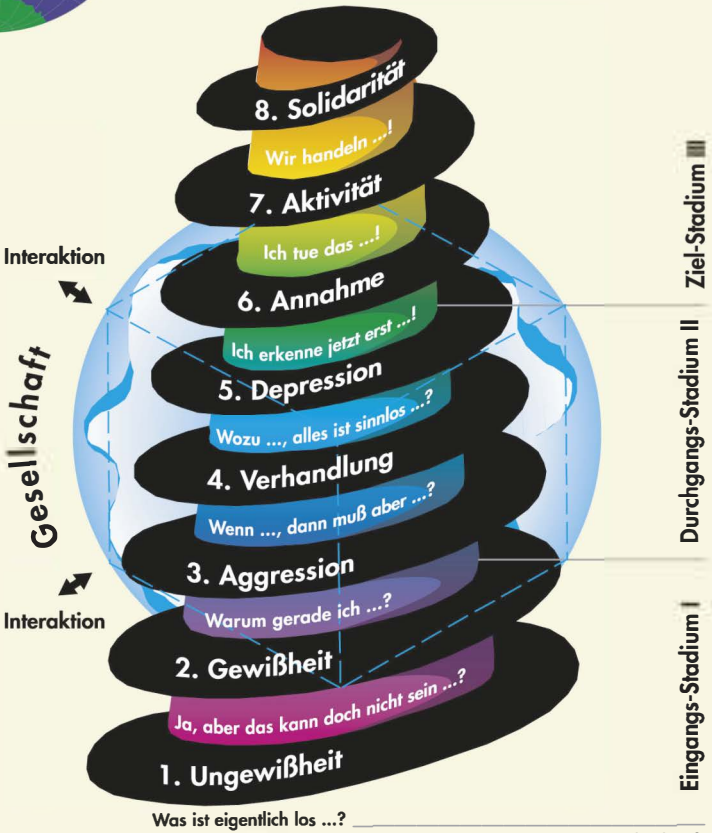 8. Solidarität
Wir handeln ...!
7. Aktivität
Ich tue das ...!
6. Annahme
Ich erkenne jetzt erst ...!
5. Depression
Wozu ..., alles ist sinnlos ...?
4. Verhandlung
Wenn ..., dann muß aber ...?
3. Aggression
Warum gerade ich ...?
2. Gewißheit
Ja, aber das kann doch nicht sein ...?
1. Ungewißheit
Was ist eigentlich los ...?
Interaktion
Gesellschaft
Interaktion
Ziel-Stadium III
Durchgangs-Stadium II
Eingangs-Stadium I